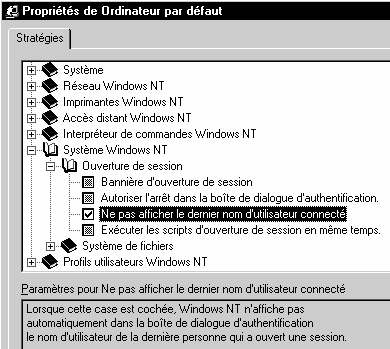 Propriétés de Ordinateur par défaut
Stratégies
Système
Réseau Windows NT
Imprimantes Windows NT
Accès distant Windows NT
Interpréteur de commandes Windows NT
Système Windows NT
Ouverture de session
Bannière d'ouverture de session
Autoriser l'arrêt dans la boîte de dialogue d'authentification.
Ne pas afficher le dernier nom d'utilisateur connecté
Exécuter les scripts d'ouverture de session en même temps.
Système de fichiers
Profils utilisateurs Windows NT
Paramètres pour Ne pas afficher le dernier nom d'utilisateur connecté
Lorsque cette case est cochée, Windows NT n'affiche pas
automatiquement dans la boîte de dialogue d'authentification
le nom d'utilisateur de la dernière personne qui a ouvert une session.